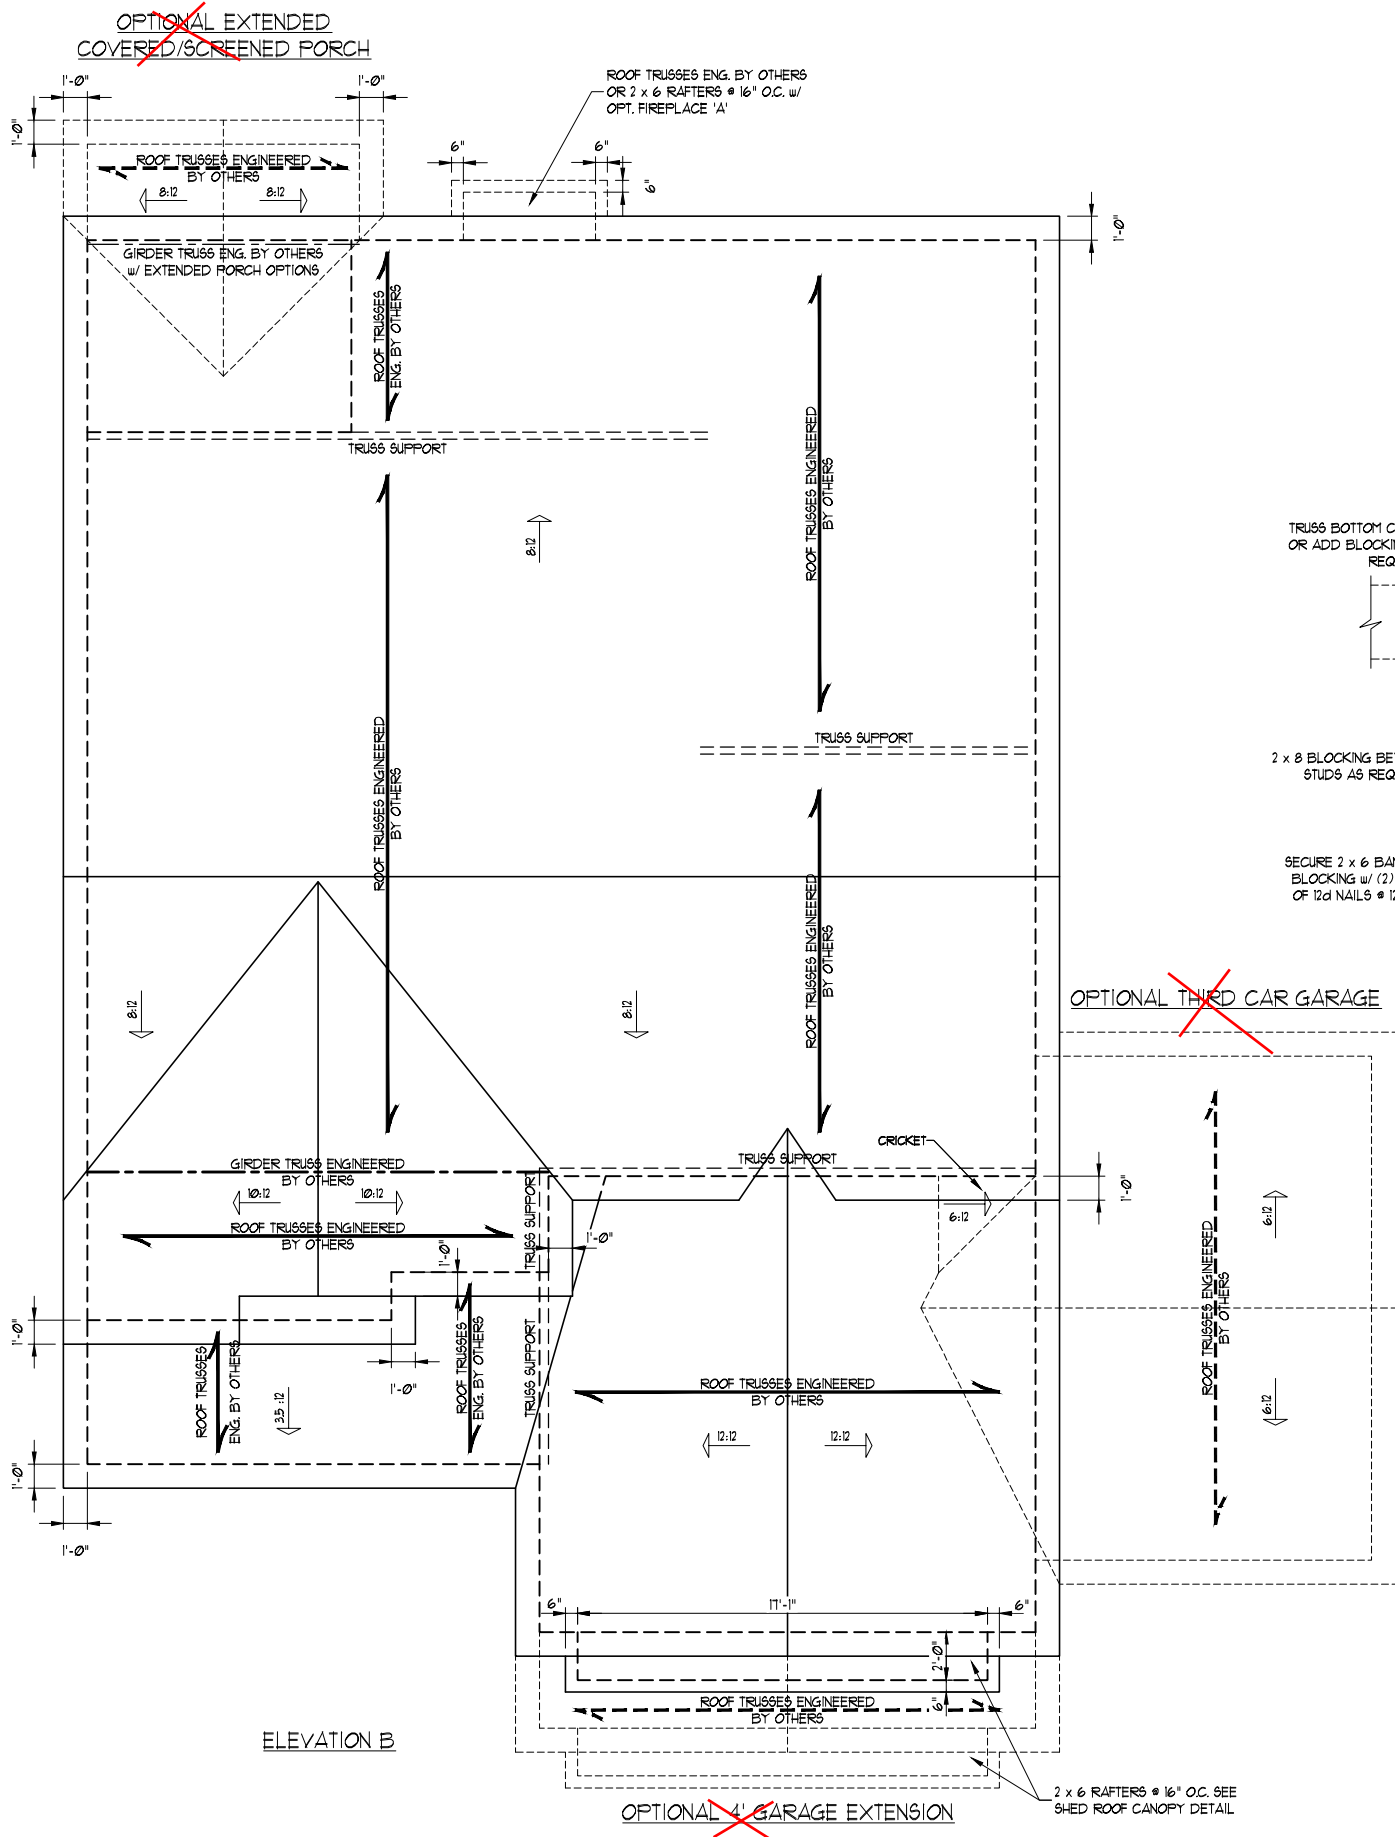 OPTIONAL EXTENDED
COVERED/SCREENED PORCH
1'-0"
1'-0"
1'-0"
ROOF TRUSSES ENG. BY OTHERS
OR 2 x 6 RAFTERS @ 16" O.C. w/
OPT. FIREPLACE 'A'
ROOF TRUSSES ENGINEERED
BY OTHERS
8:12
8:12
6"
6"
6"
1'-0"
GIRDER TRUSS ENG. BY OTHERS
w/ EXTENDED PORCH OPTIONS
ROOF TRUSSES
ENG. BY OTHERS
TRUSS SUPPORT
ROOF TRUSSES ENGINEERED
BY OTHERS
8:12
TRUSS BOTTOM C
OR ADD BLOCKI
REQ
TRUSS SUPPORT
2 x 8 BLOCKING BE
STUDS AS REQ
ROOF TRUSSES ENGINEERED
BY OTHERS
SECURE 2 x 6 BA
BLOCKING w/ (2)
OF 12d NAILS @ 12
ROOF TRUSSES ENGINEERED
BY OTHERS
8:12
8:12
OPTIONAL THIRD CAR GARAGE
CRICKET
TRUSS SUPPORT
GIRDER TRUSS ENGINEERED
BY OTHERS
10:12
10:12
ROOF TRUSSES ENGINEERED
BY OTHERS
TRUSS SUPPORT
1'-0"
1'-0"
6:12
1'-0"
6:12
ROOF TRUSSES ENGINEERED
BY OTHERS
6:12
1'-0"
1'-0"
ROOF TRUSSES
ENG. BY OTHERS
3.5 :12
ROOF TRUSSES
ENG. BY OTHERS
TRUSS SUPPORT
ROOF TRUSSES ENGINEERED
BY OTHERS
12:12
12:12
1'-0"
1'-0"
6"
17'-1"
6"
2'-0"
6"
ROOF TRUSSES ENGINEERED
BY OTHERS
ELEVATION B
2 x 6 RAFTERS @ 16" O.C. SEE
SHED ROOF CANOPY DETAIL
OPTIONAL 4' GARAGE EXTENSION